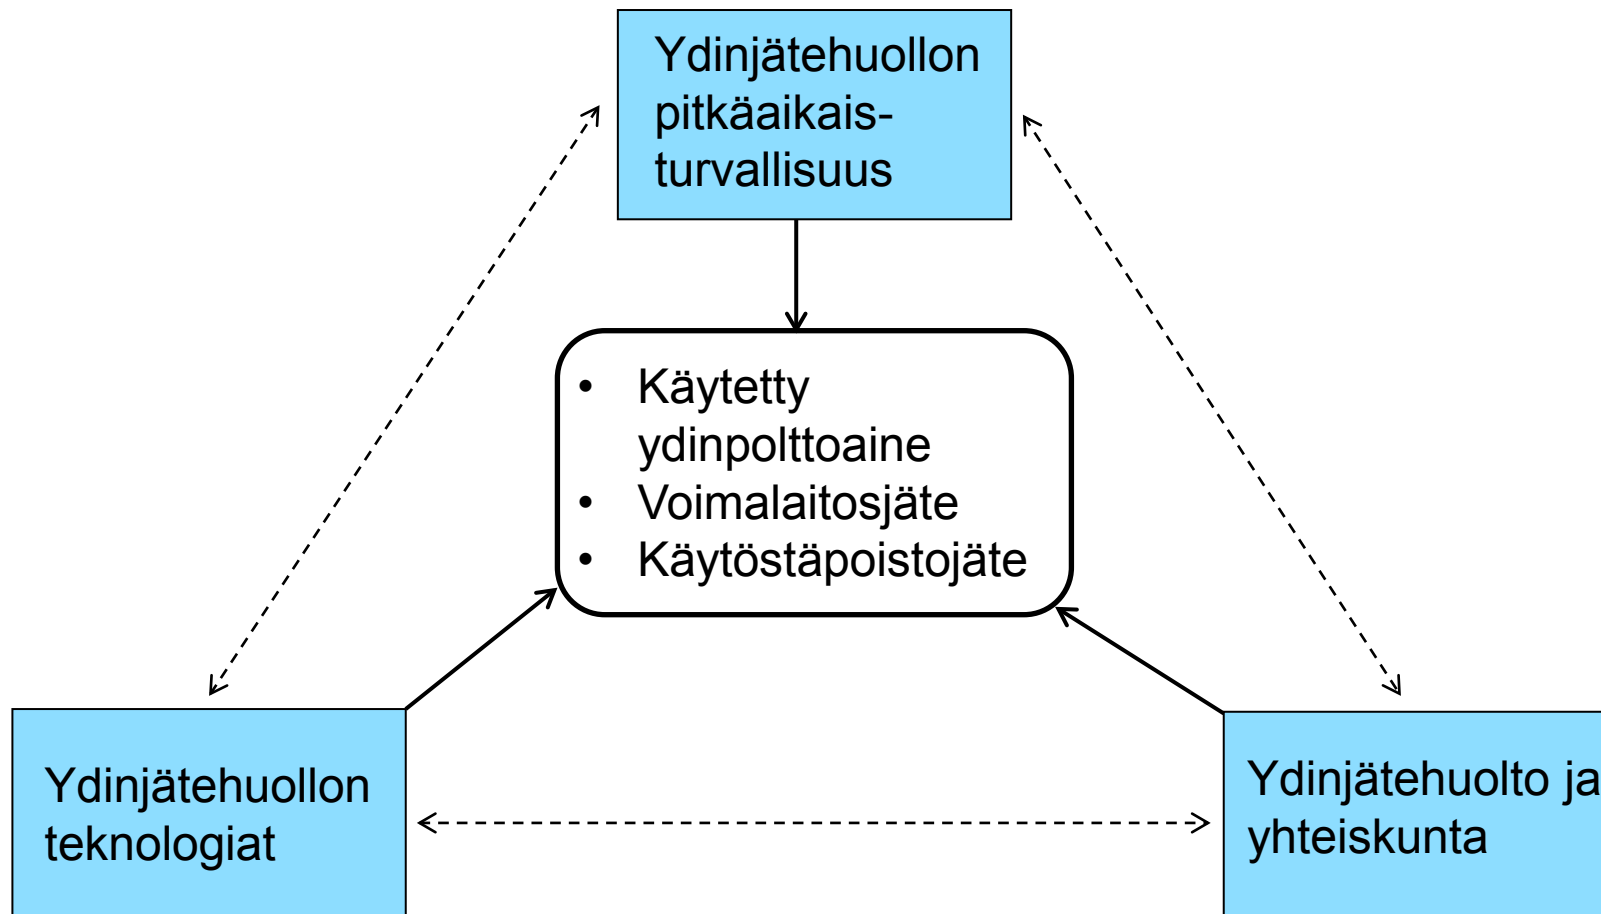 Ydinjätehuollon
pitkäaikais-
turvallisuus
• Käytetty
ydinpolttoaine
• Voimalaitosjäte
• Käytöstäpoistojäte
Ydinjätehuollon
teknologiat
Ydinjätehuolto ja
yhteiskunta